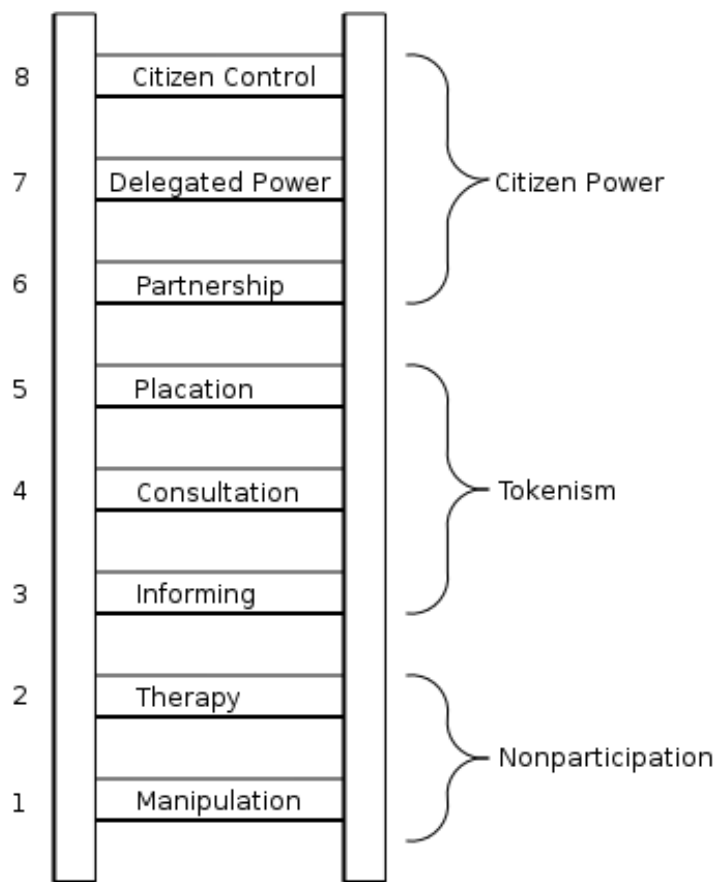 8 Citizen Control
7 Delegated Power
Citizen Power
6 Partnership
5 Placation
4 Consultation
Tokenism
3 Informing
2 Therapy
Nonparticipation
1 Manipulation